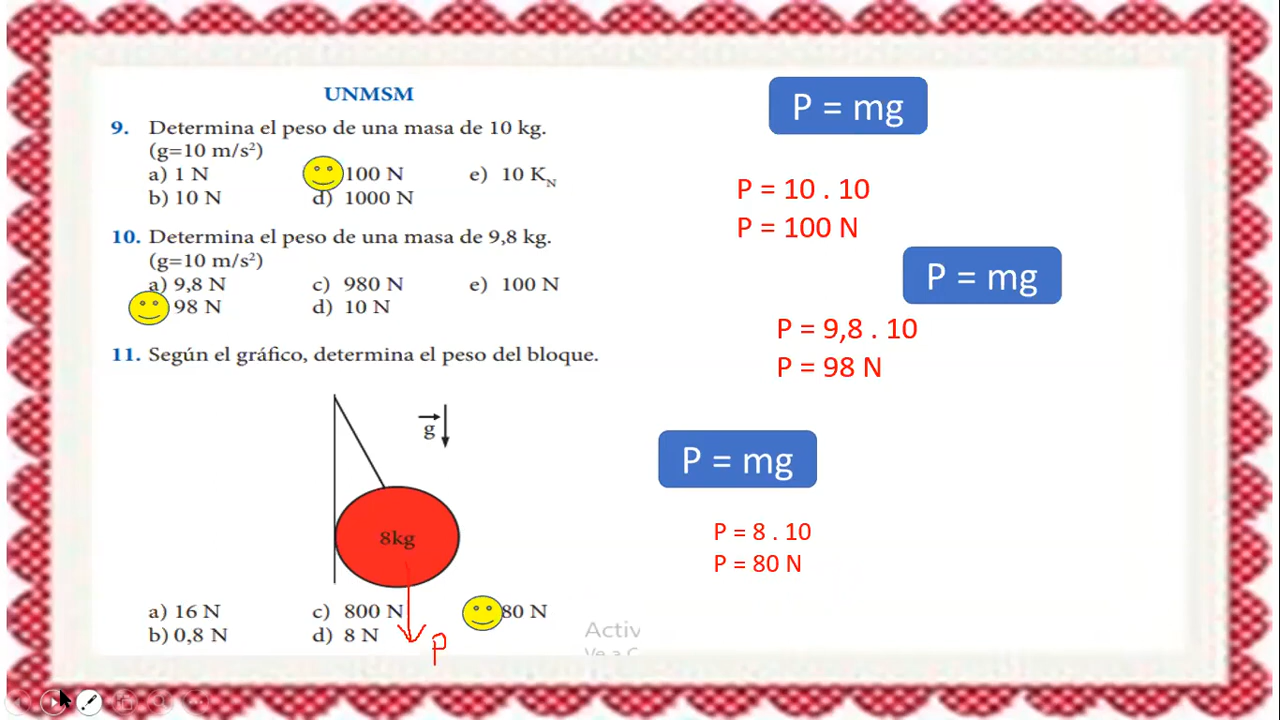 UNMSM
9. Determina el peso de una masa de 10 kg.
(g=10 m/s²)
a) 1 N 100 N e) 10 K_N
b) 10 N d) 1000 N
10. Determina el peso de una masa de 9,8 kg.
(g=10 m/s²)
a) 9,8 N c) 980 N e) 100 N
98 N d) 10 N
11. Según el gráfico, determina el peso del bloque.
g
8kg
a) 16 N c) 800 N 80 N
b) 0,8 N d) 8 N
P
P = mg
P = 10 . 10
P = 100 N
P = mg
P = 9,8 . 10
P = 98 N
P = mg
P = 8 . 10
P = 80 N
Activ